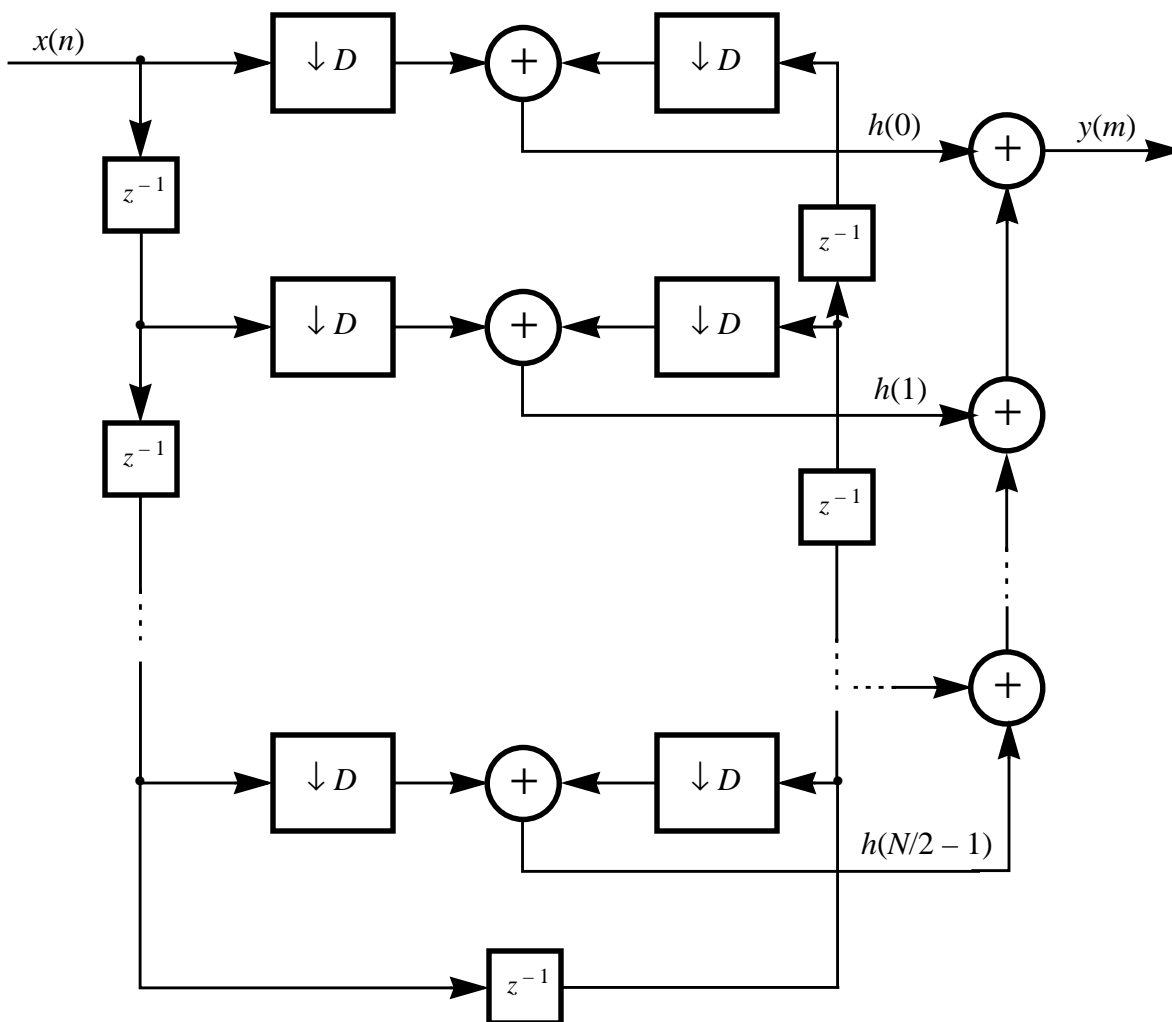 x(n)
↓ D
+
↓ D
h(0)
+
y(m)
z⁻¹
z⁻¹
↓ D
+
↓ D
h(1)
+
z⁻¹
z⁻¹
+
↓ D
+
↓ D
h(N/2 – 1)
z⁻¹